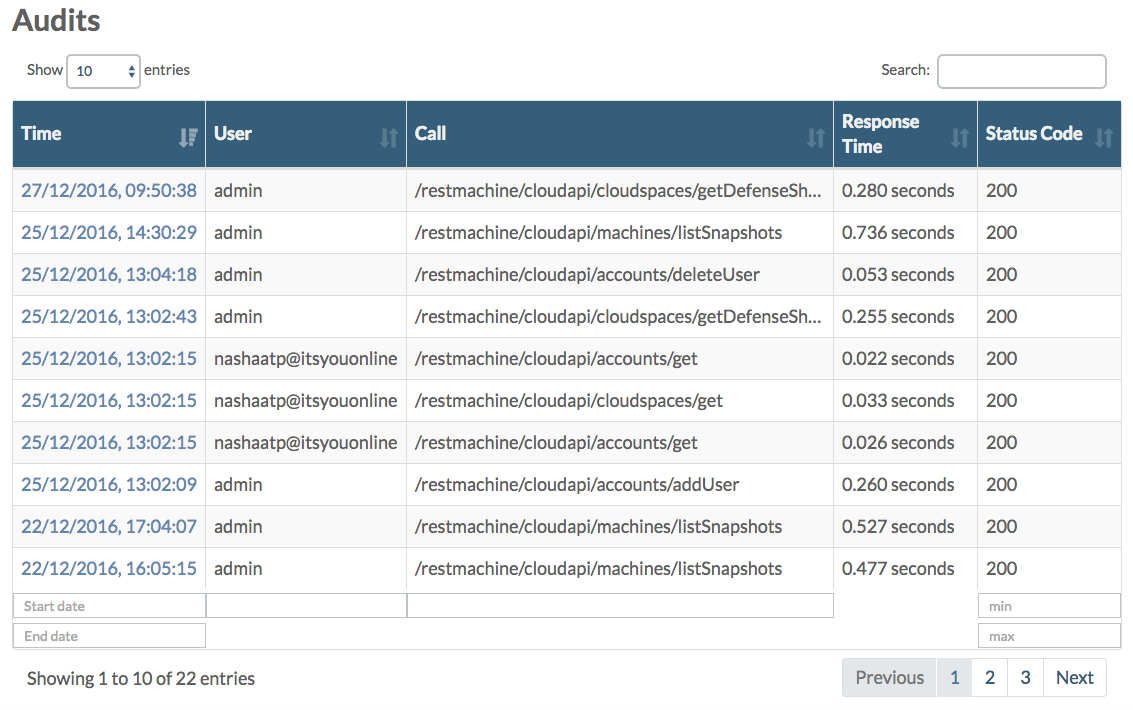 Audits
Show 10 entries Search:
Time User Call Response Time Status Code
27/12/2016, 09:50:38 admin /restmachine/cloudapi/cloudspaces/getDefenseSh... 0.280 seconds 200
25/12/2016, 14:30:29 admin /restmachine/cloudapi/machines/listSnapshots 0.736 seconds 200
25/12/2016, 13:04:18 admin /restmachine/cloudapi/accounts/deleteUser 0.053 seconds 200
25/12/2016, 13:02:43 admin /restmachine/cloudapi/cloudspaces/getDefenseSh... 0.255 seconds 200
25/12/2016, 13:02:15 nashaatp@itsyouonline /restmachine/cloudapi/accounts/get 0.022 seconds 200
25/12/2016, 13:02:15 nashaatp@itsyouonline /restmachine/cloudapi/cloudspaces/get 0.033 seconds 200
25/12/2016, 13:02:15 nashaatp@itsyouonline /restmachine/cloudapi/accounts/get 0.026 seconds 200
25/12/2016, 13:02:09 admin /restmachine/cloudapi/accounts/addUser 0.260 seconds 200
22/12/2016, 17:04:07 admin /restmachine/cloudapi/machines/listSnapshots 0.527 seconds 200
22/12/2016, 16:05:15 admin /restmachine/cloudapi/machines/listSnapshots 0.477 seconds 200
Start date min
End date max
Showing 1 to 10 of 22 entries Previous 1 2 3 Next